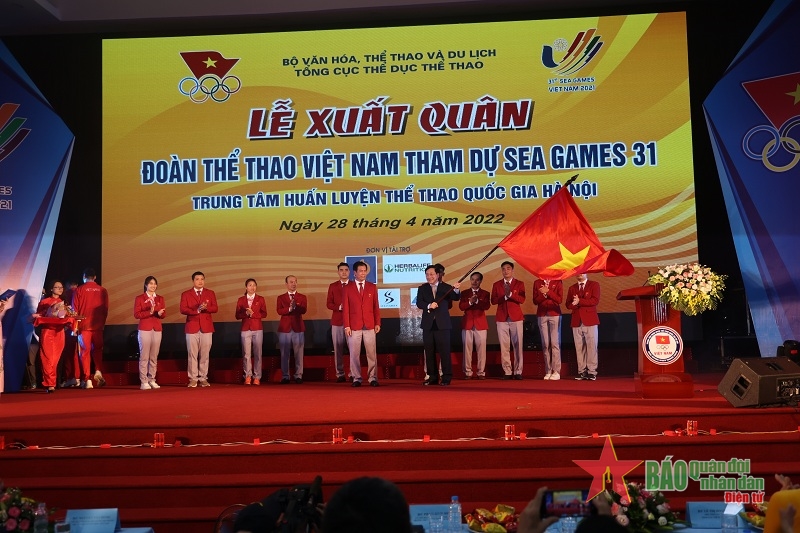 BỘ VĂN HÓA, THỂ THAO VÀ DU LỊCH
TỔNG CỤC THỂ DỤC THỂ THAO
31ST SEA GAMES
VIET NAM 2021
LỄ XUẤT QUÂN
ĐOÀN THỂ THAO VIỆT NAM THAM DỰ SEA GAMES 31
TRUNG TÂM HUẤN LUYỆN THỂ THAO QUỐC GIA HÀ NỘI
Ngày 28 tháng 4 năm 2022
ĐƠN VỊ TÀI TRỢ
HERBALIFE
NUTRITION
VIỆT NAM
BÁO Quân đội
nhân dân
Điện tử